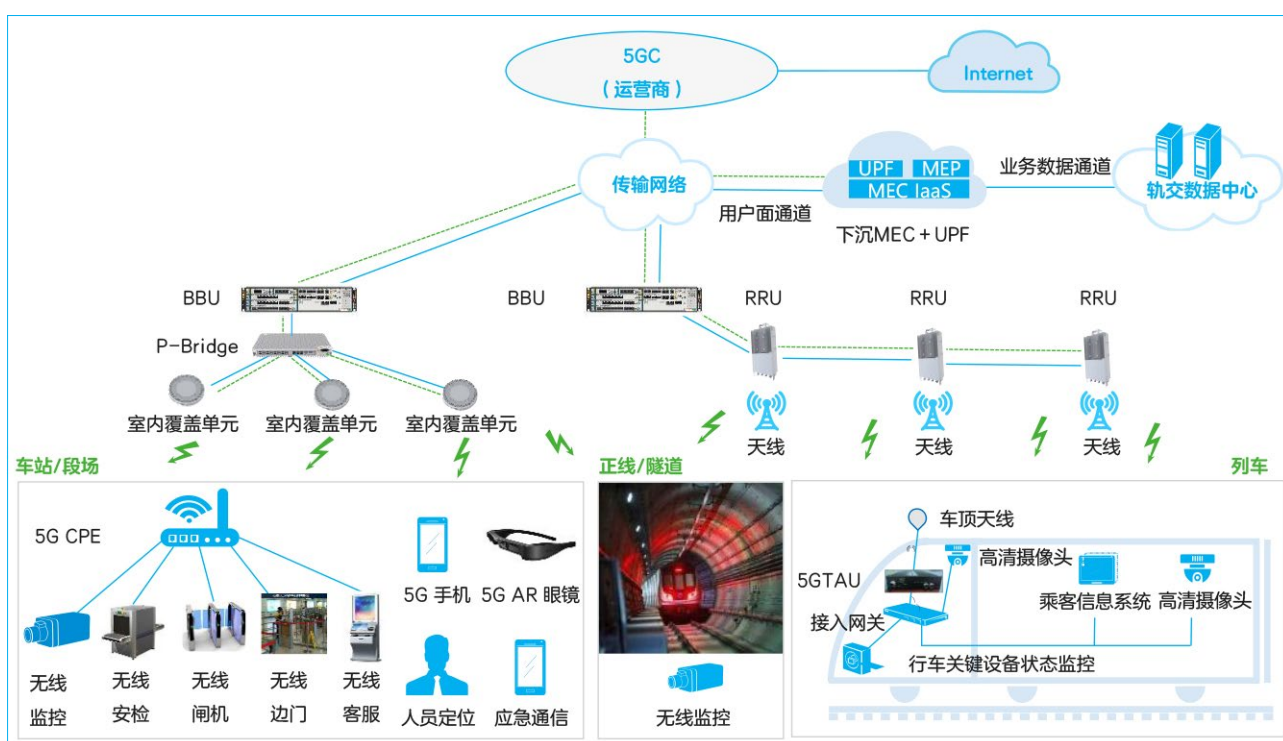 5GC
（运营商）
Internet
传输网络
UPF
MEP
MEC IaaS
业务数据通道
轨交数据中心
用户面通道
下沉MEC＋UPF
BBU
BBU
RRU
RRU
RRU
P-Bridge
室内覆盖单元
室内覆盖单元
室内覆盖单元
天线
天线
天线
车站/段场
正线/隧道
列车
5G CPE
5G 手机
5G AR 眼镜
无线
监控
无线
安检
无线
闸机
无线
边门
无线
客服
人员定位
应急通信
无线监控
车顶天线
高清摄像头
5GTAU
接入网关
乘客信息系统
高清摄像头
行车关键设备状态监控